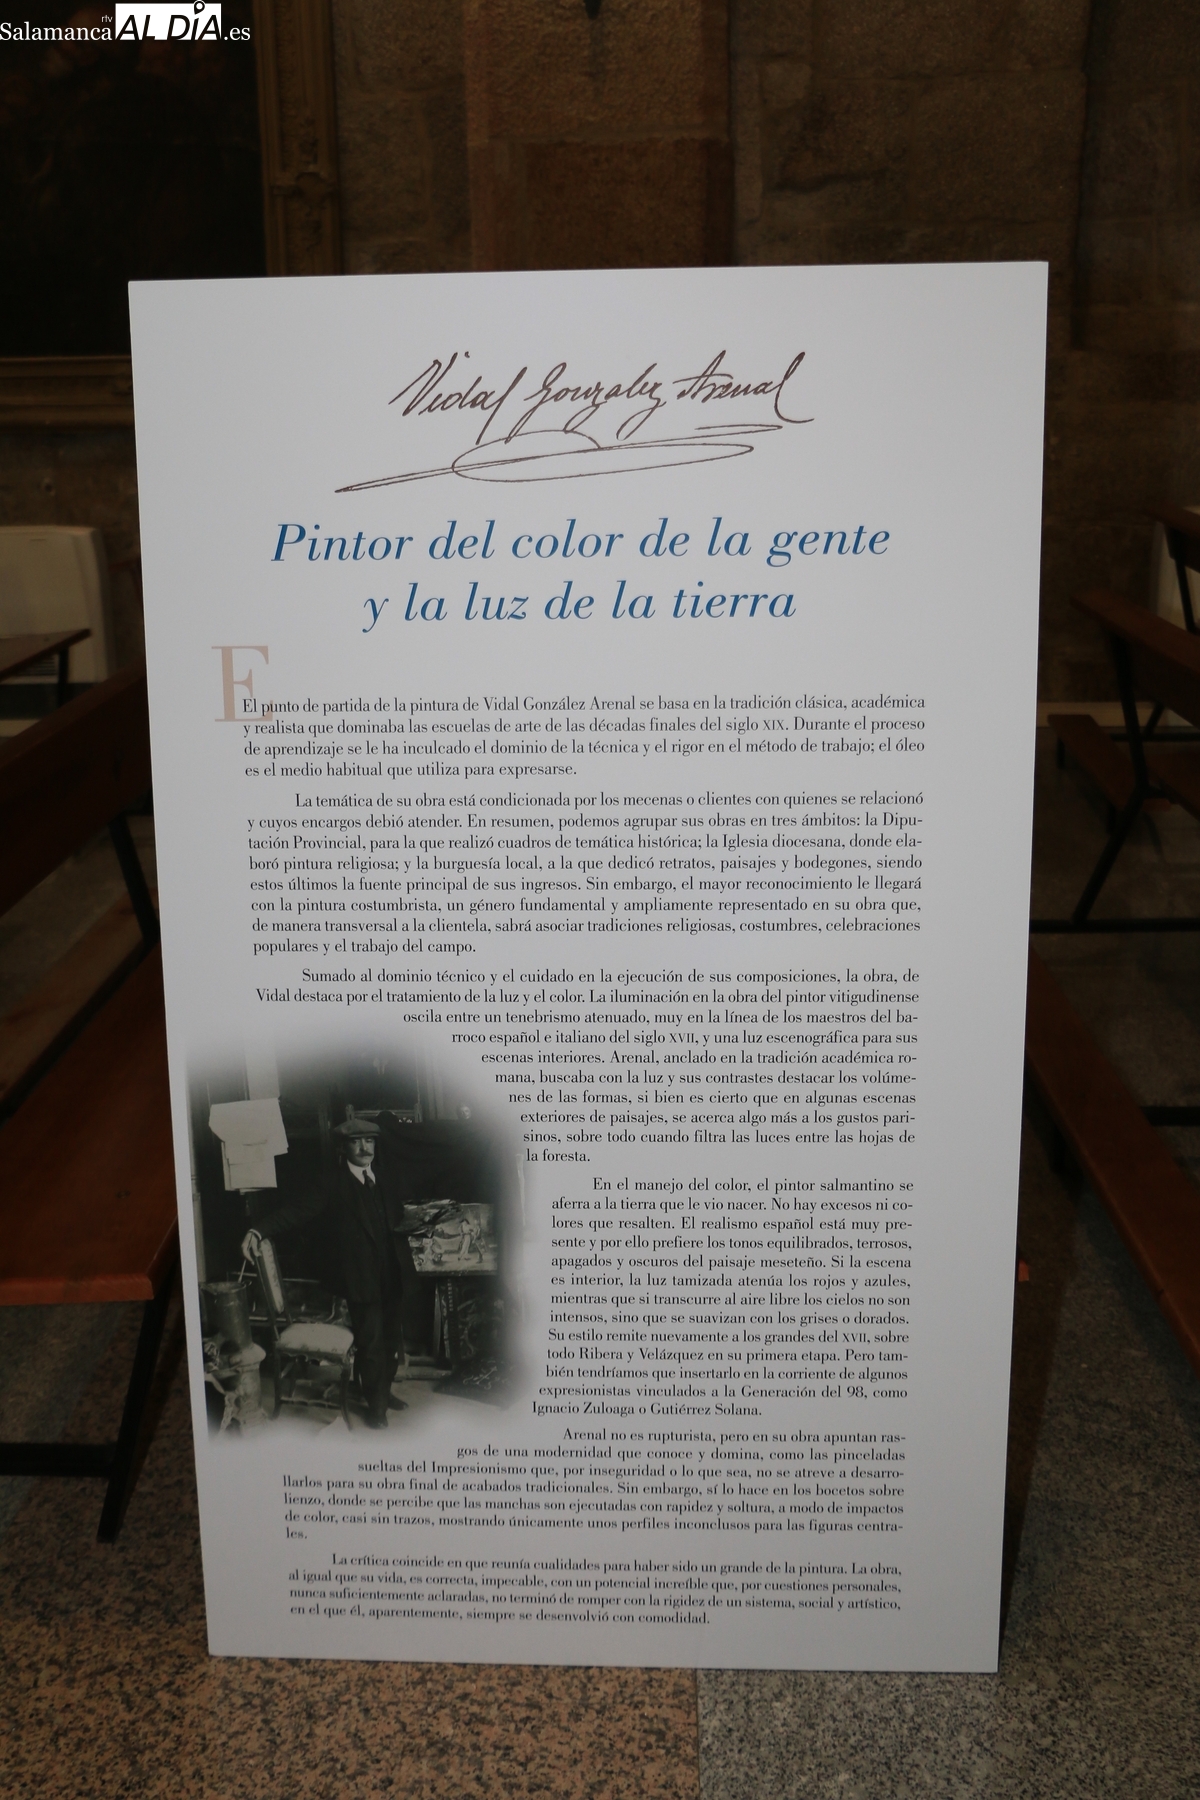 rtv
Salamanca AL DÍA.es
Vidal González Arenal
Pintor del color de la gente
y la luz de la tierra
E
El punto de partida de la pintura de Vidal González Arenal se basa en la tradición clásica, académica
y realista que dominaba las escuelas de arte de las décadas finales del siglo XIX. Durante el proceso
de aprendizaje se le ha inculcado el dominio de la técnica y el rigor en el método de trabajo; el óleo
es el medio habitual que utiliza para expresarse.
La temática de su obra está condicionada por los mecenas o clientes con quienes se relacionó
y cuyos encargos debió atender. En resumen, podemos agrupar sus obras en tres ámbitos: la Dipu-
tación Provincial, para la que realizó cuadros de temática histórica; la Iglesia diocesana, donde ela-
boró pintura religiosa; y la burguesía local, a la que dedicó retratos, paisajes y bodegones, siendo
estos últimos la fuente principal de sus ingresos. Sin embargo, el mayor reconocimiento le llegará
con la pintura costumbrista, un género fundamental y ampliamente representado en su obra que,
de manera transversal a la clientela, sabrá asociar tradiciones religiosas, costumbres, celebraciones
populares y el trabajo del campo.
Sumado al dominio técnico y el cuidado en la ejecución de sus composiciones, la obra, de
Vidal destaca por el tratamiento de la luz y el color. La iluminación en la obra del pintor vitigudinense
oscila entre un tenebrismo atenuado, muy en la línea de los maestros del ba-
rroco español e italiano del siglo XVII, y una luz escenográfica para sus
escenas interiores. Arenal, anclado en la tradición académica ro-
mana, buscaba con la luz y sus contrastes destacar los volúme-
nes de las formas, si bien es cierto que en algunas escenas
exteriores de paisajes, se acerca algo más a los gustos pari-
sinos, sobre todo cuando filtra las luces entre las hojas de
la foresta.
En el manejo del color, el pintor salmantino se
aferra a la tierra que le vio nacer. No hay excesos ni co-
lores que resalten. El realismo español está muy pre-
sente y por ello prefiere los tonos equilibrados, terrosos,
apagados y oscuros del paisaje meseteño. Si la escena
es interior, la luz tamizada atenúa los rojos y azules,
mientras que si transcurre al aire libre los cielos no son
intensos, sino que se suavizan con los grises o dorados.
Su estilo remite nuevamente a los grandes del XVII, sobre
todo Ribera y Velázquez en su primera etapa. Pero tam-
bién tendríamos que insertarlo en la corriente de algunos
expresionistas vinculados a la Generación del 98, como
Ignacio Zuloaga o Gutiérrez Solana.
Arenal no es rupturista, pero en su obra apuntan ras-
gos de una modernidad que conoce y domina, como las pinceladas
sueltas del Impresionismo que, por inseguridad o lo que sea, no se atreve a desarro-
llarlos para su obra final de acabados tradicionales. Sin embargo, sí lo hace en los bocetos sobre
lienzo, donde se percibe que las manchas son ejecutadas con rapidez y soltura, a modo de impactos
de color, casi sin trazos, mostrando únicamente unos perfiles inconclusos para las figuras centra-
les.
La crítica coincide en que reunía cualidades para haber sido un grande de la pintura. La obra,
al igual que su vida, es correcta, impecable, con un potencial increíble que, por cuestiones personales,
nunca suficientemente aclaradas, no terminó de romper con la rigidez de un sistema, social y artístico,
en el que él, aparentemente, siempre se desenvolvió con comodidad.